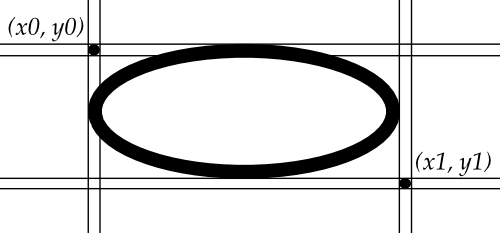 (x0, y0)
(x1, y1)